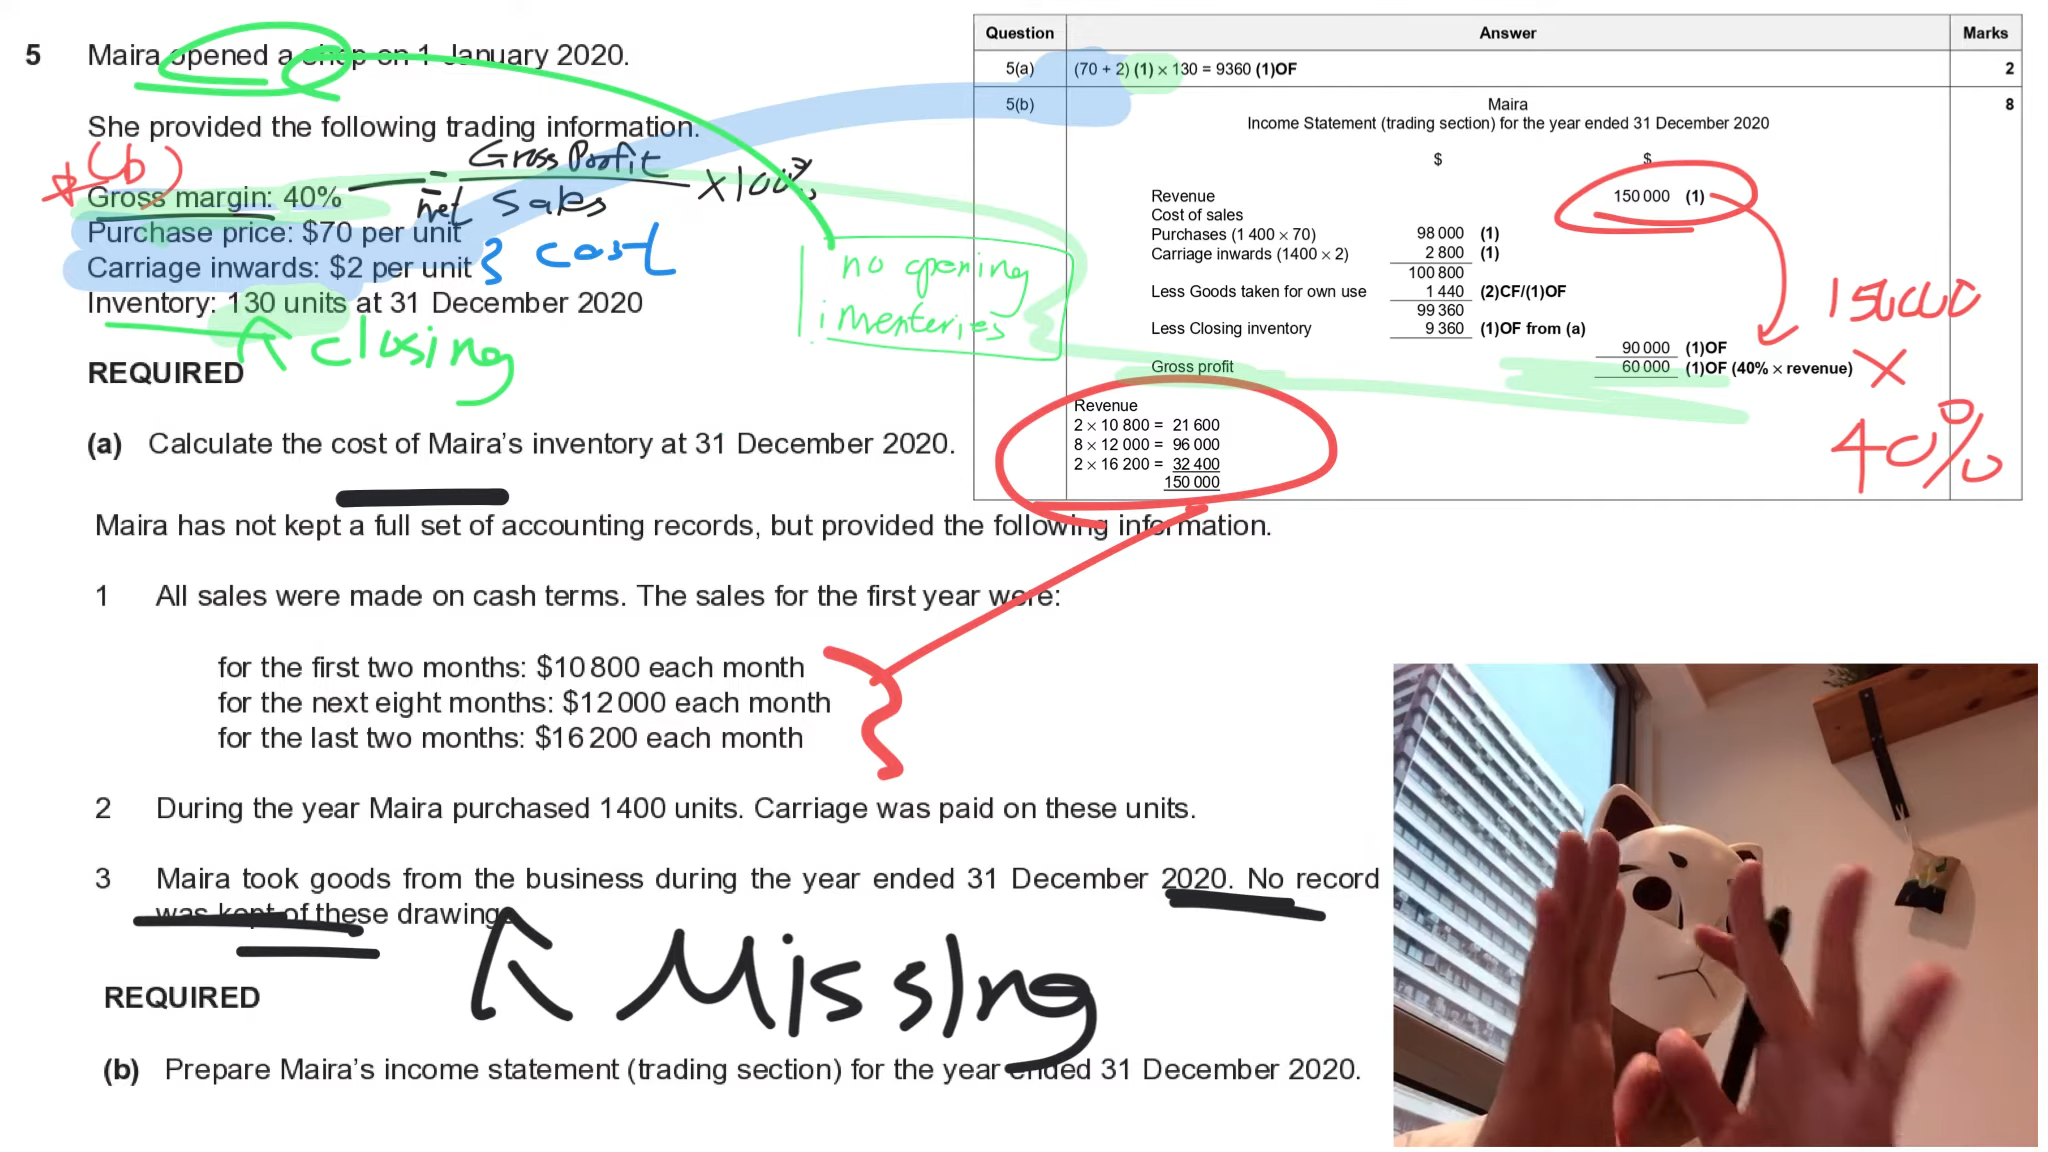 5 Maira opened a shop on 1 January 2020.
She provided the following trading information.
* (b)
Gross margin: 40% = Gross Profit / net Sales × 100%
Purchase price: $70 per unit
Carriage inwards: $2 per unit } cost
Inventory: 130 units at 31 December 2020
closing
no opening
inventories
REQUIRED
(a) Calculate the cost of Maira's inventory at 31 December 2020.
Question Answer Marks
5(a) (70 + 2) (1) × 130 = 9360 (1)OF 2
5(b) Maira 8
Income Statement (trading section) for the year ended 31 December 2020
$ $
Revenue 150 000 (1)
Cost of sales
Purchases (1 400 × 70) 98 000 (1)
Carriage inwards (1400 × 2) 2 800 (1)
100 800
Less Goods taken for own use 1 440 (2)CF/(1)OF
99 360
Less Closing inventory 9 360 (1)OF from (a)
90 000 (1)OF
Gross profit 60 000 (1)OF (40% × revenue)
150000
×
40%
Revenue
2 × 10 800 = 21 600
8 × 12 000 = 96 000
2 × 16 200 = 32 400
150 000
Maira has not kept a full set of accounting records, but provided the following information.
1 All sales were made on cash terms. The sales for the first year were:
for the first two months: $10 800 each month
for the next eight months: $12 000 each month
for the last two months: $16 200 each month
2 During the year Maira purchased 1400 units. Carriage was paid on these units.
3 Maira took goods from the business during the year ended 31 December 2020. No record
was kept of these drawings.
Missing
REQUIRED
(b) Prepare Maira's income statement (trading section) for the year ended 31 December 2020.